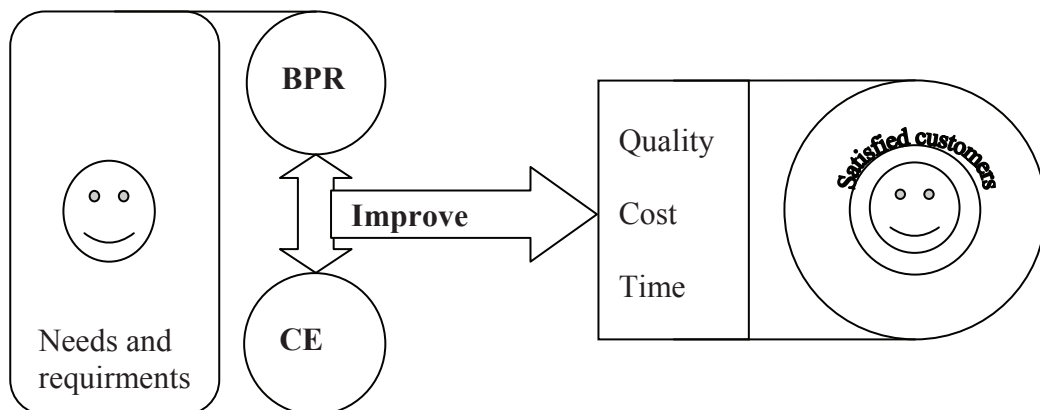 Needs and
requirments
BPR
CE
Improve
Quality
Cost
Time
Satisfied customers